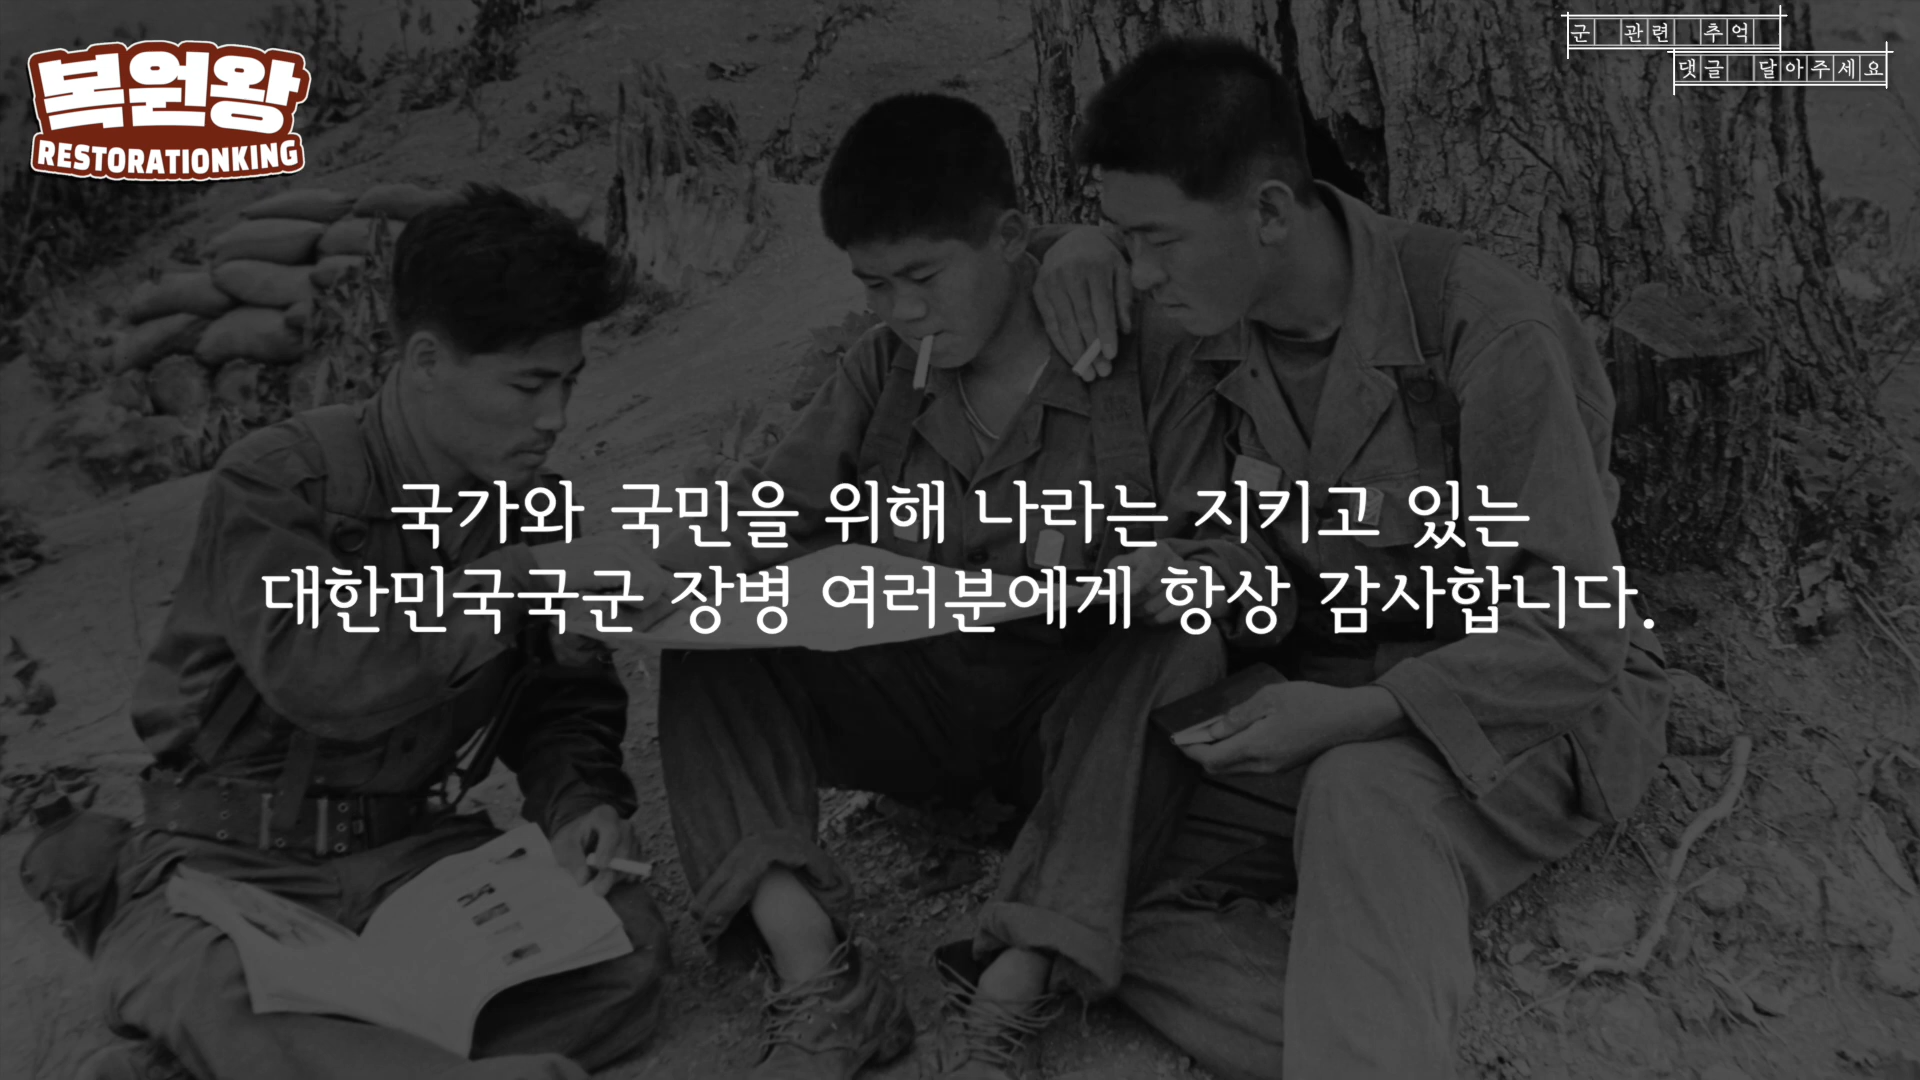 복원왕
RESTORATIONKING
군 관련 추억
댓글 달아주세요
국가와 국민을 위해 나라는 지키고 있는
대한민국국군 장병 여러분에게 항상 감사합니다.